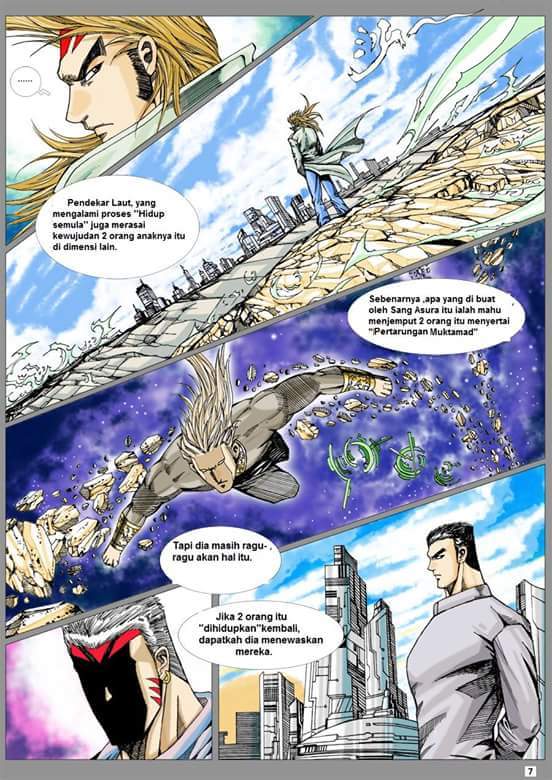 ......
Pendekar Laut, yang
mengalami proses "Hidup
semula" juga merasai
kewujudan 2 orang anaknya itu
di dimensi lain.
Sebenarnya ,apa yang di buat
oleh Sang Asura itu ialah mahu
menjemput 2 orang itu menyertai
"Pertarungan Muktamad"
Tapi dia masih ragu-
ragu akan hal itu.
Jika 2 orang itu
"dihidupkan"kembali,
dapatkah dia menewaskan
mereka.
7